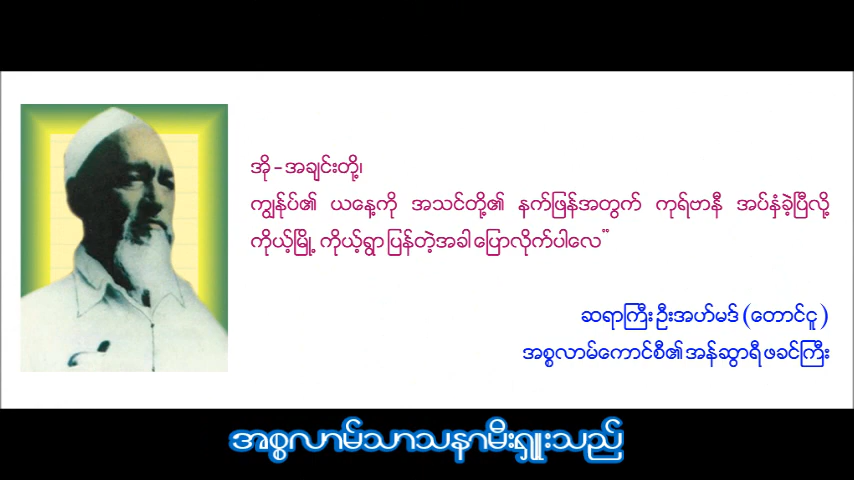 အို - အချင်းတို့၊
ကျွန်ုပ်၏ ယနေ့ကို အသင်တို့၏ နက်ဖြန်အတွက် ကုရ်ဗာနီ အပ်နှံခဲ့ပြီလို့
ကိုယ့်မြို့ ကိုယ့်ရွာပြန်တဲ့အခါ ပြောလိုက်ပါလေ"
ဆရာကြီး ဦးအဟ်မဒ် (တောင်ငူ)
အစ္စလာမ်ကောင်စီ၏ အန်ဆွာရီဖခင်ကြီး
အစ္စလာမ်သာသနာမီးရှူးသည်